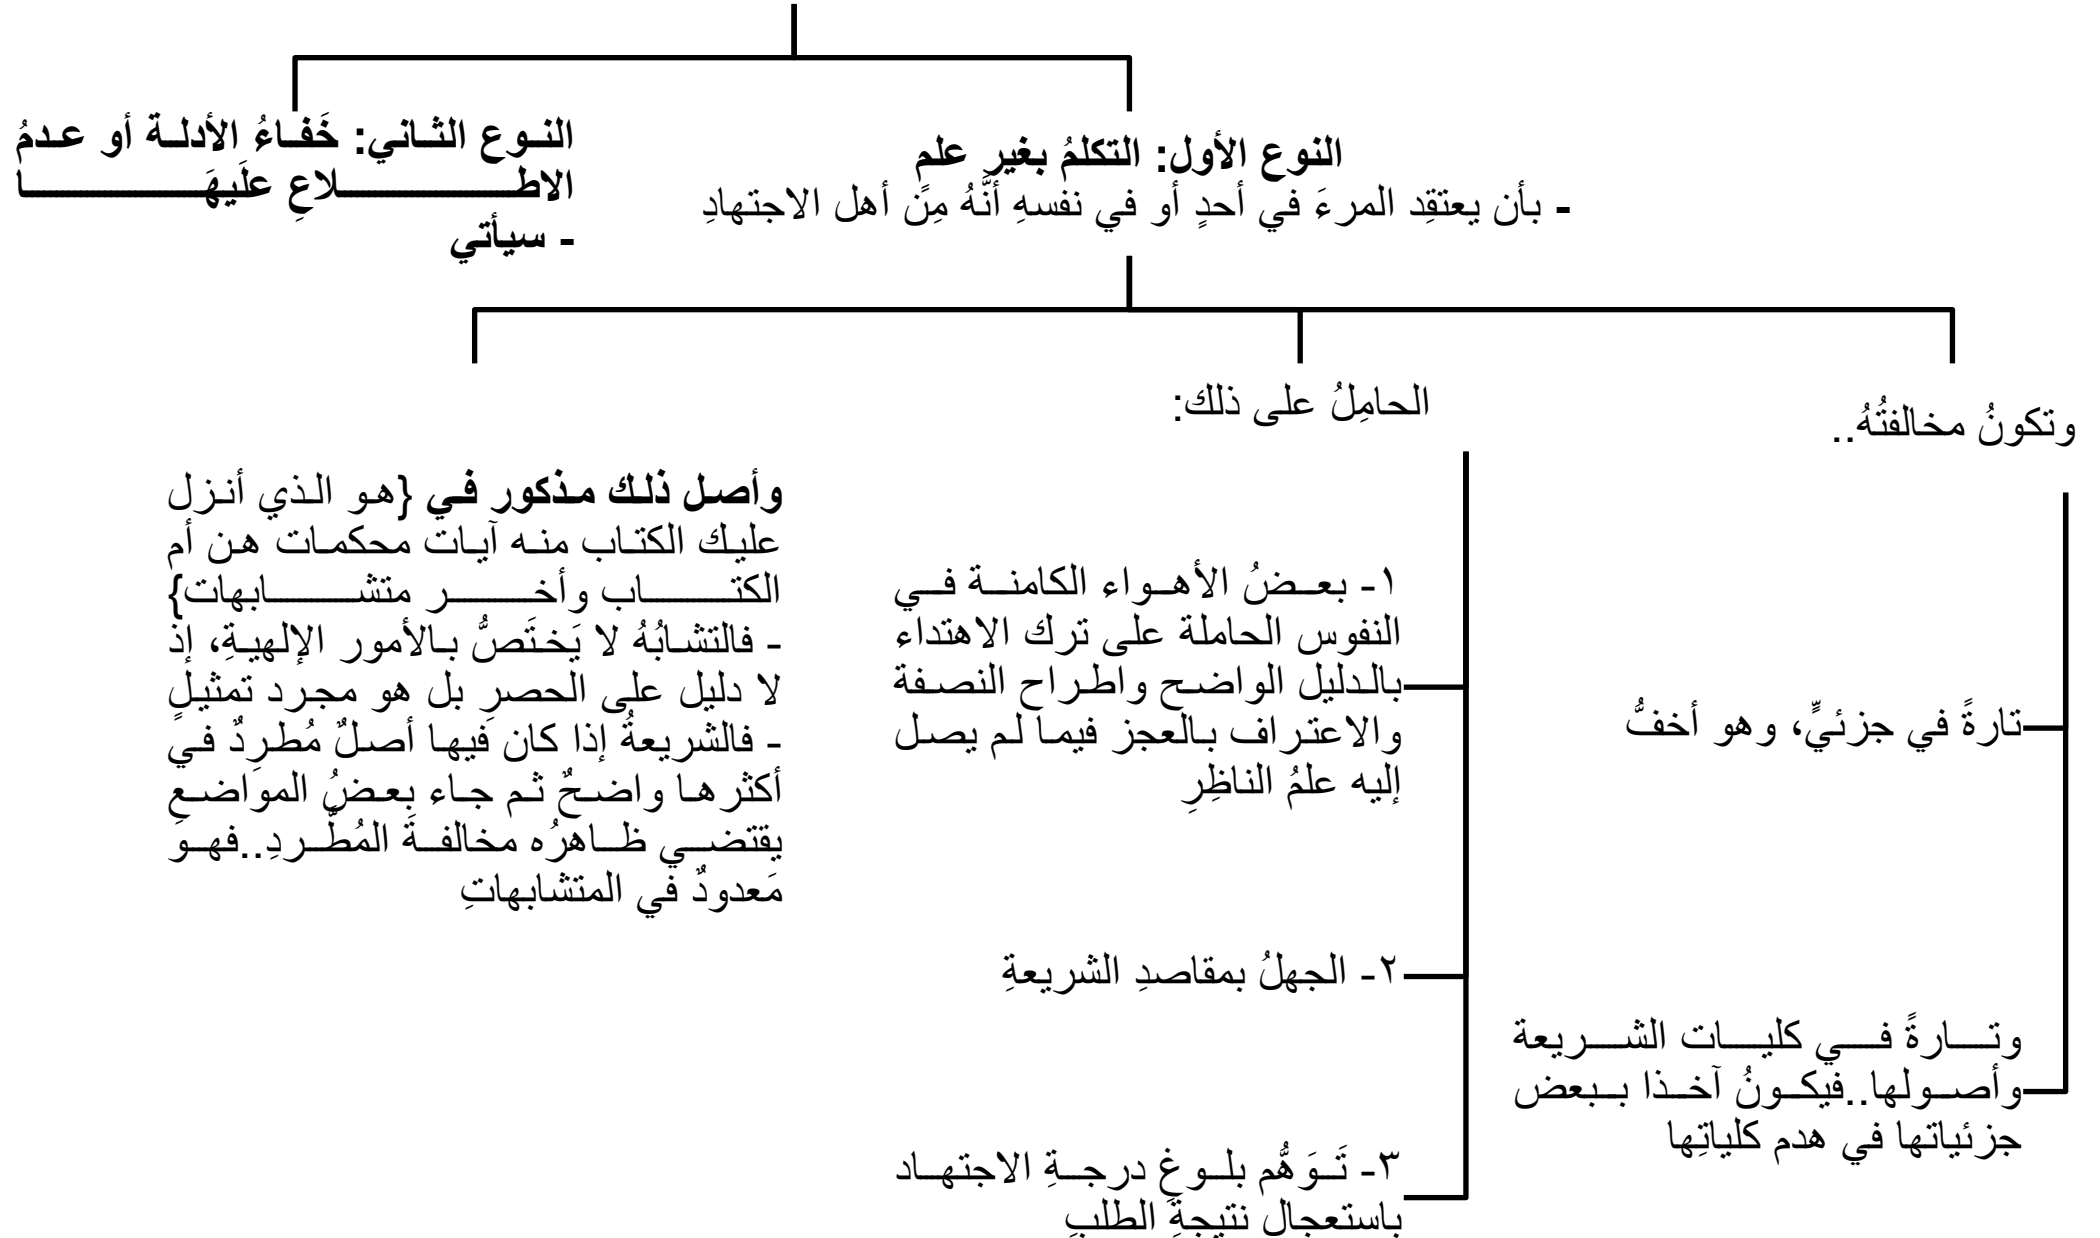 النوع الأول: التكلمُ بغيرِ علمٍ
- بأن يعتقِد المرءَ في أحدٍ أو في نفسهِ أنَّهُ مِن أهل الاجتهادِ
النوع الثاني: خَفاءُ الأدلة أو عدمُ
الاطلاعِ علَيهَا
- سيأتي
وتكونُ مخالفتُهُ..
تارةً في جزئيٍّ، وهو أخفُّ
وتارةً في كليات الشريعة
وأصولها..فيكونُ آخذا ببعض
جزئياتها في هدم كلياتِها
الحامِلُ على ذلك:
١- بعضُ الأهواء الكامنة في
النفوس الحاملة على ترك الاهتداء
بالدليل الواضح واطراح النصفة
والاعتراف بالعجز فيما لم يصل
إليه علمُ الناظِرِ
٢- الجهلُ بمقاصدِ الشريعةِ
٣- تَوَهُّم بلوغِ درجةِ الاجتهاد
باستعجال نتيجةِ الطلبِ
وأصل ذلك مذكور في {هو الذي أنزل
عليك الكتاب منه آيات محكمات هن أم
الكتاب وأخر متشابهات}
- فالتشابُهُ لا يَختَصُّ بالأمور الإلهيةِ، إذ
لا دليل على الحصرِ بل هو مجرد تمثيلٍ
- فالشريعةُ إذا كان فيها أصلٌ مُطرِدٌ في
أكثرها واضحٌ ثم جاء بعضُ المواضعِ
يقتضي ظاهرُه مخالفةَ المُطَّردِ..فهو
مَعدودٌ في المتشابهاتِ